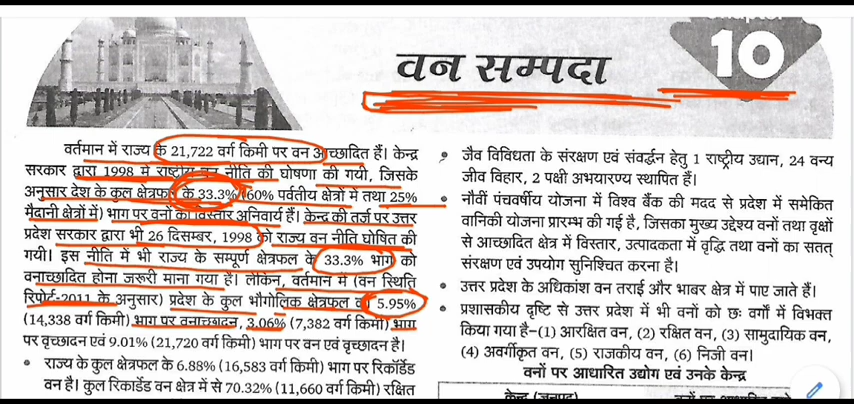 Chapter
10
वन सम्पदा
वर्तमान में राज्य के 21,722 वर्ग किमी पर वन आच्छादित हैं। केन्द्र
सरकार द्वारा 1998 में राष्ट्रीय वन नीति की घोषणा की गयी, जिसके
अनुसार देश के कुल क्षेत्रफल के 33.3% (60% पर्वतीय क्षेत्रों में तथा 25%
मैदानी क्षेत्रों में) भाग पर वनों का विस्तार अनिवार्य हैं। केन्द्र की तर्ज पर उत्तर
प्रदेश सरकार द्वारा भी 26 दिसम्बर, 1998 को राज्य वन नीति घोषित की
गयी। इस नीति में भी राज्य के सम्पूर्ण क्षेत्रफल के 33.3% भाग को
वनाच्छादित होना जरूरी माना गया है। लेकिन, वर्तमान में (वन स्थिति
रिपोर्ट-2011 के अनुसार) प्रदेश के कुल भौगोलिक क्षेत्रफल के 5.95%
(14,338 वर्ग किमी) भाग पर वनाच्छादन, 3.06% (7,382 वर्ग किमी) भाग
पर वृच्छादन एवं 9.01% (21,720 वर्ग किमी) भाग पर वन एवं वृच्छादन है।
• राज्य के कुल क्षेत्रफल के 6.88% (16,583 वर्ग किमी) भाग पर रिकॉर्डेड
वन है। कुल रिकार्डेड वन क्षेत्र में से 70.32% (11,660 वर्ग किमी) रक्षित
• जैव विविधता के संरक्षण एवं संवर्द्धन हेतु 1 राष्ट्रीय उद्यान, 24 वन्य
जीव विहार, 2 पक्षी अभयारण्य स्थापित हैं।
• नौवीं पंचवर्षीय योजना में विश्व बैंक की मदद से प्रदेश में समेकित
वानिकी योजना प्रारम्भ की गई है, जिसका मुख्य उद्देश्य वनों तथा वृक्षों
से आच्छादित क्षेत्र में विस्तार, उत्पादकता में वृद्धि तथा वनों का सतत्
संरक्षण एवं उपयोग सुनिश्चित करना है।
• उत्तर प्रदेश के अधिकांश वन तराई और भाबर क्षेत्र में पाए जाते हैं।
• प्रशासकीय दृष्टि से उत्तर प्रदेश में भी वनों को छः वर्गों में विभक्त
किया गया है–(1) आरक्षित वन, (2) रक्षित वन, (3) सामुदायिक वन,
(4) अवर्गीकृत वन, (5) राजकीय वन, (6) निजी वन।
वनों पर आधारित उद्योग एवं उनके केन्द्र
केन्द्र (जनपद)